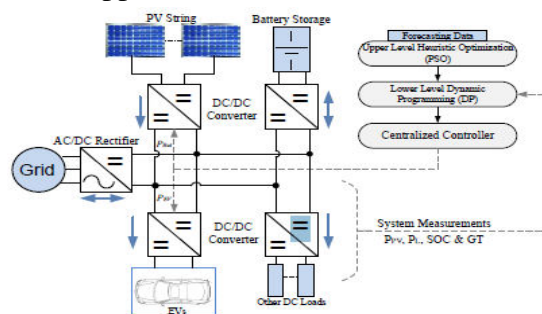 PV String
Battery Storage
Forecasting Data
Upper Level Heuristic Optimization
(PSO)
Lower Level Dynamic
Programming (DP)
Centralized Controller
DC/DC
Converter
AC/DC Rectifier
Grid
DC/DC
Converter
System Measurements
PPV, PL, SOC & GT
EVs
Other DC Loads